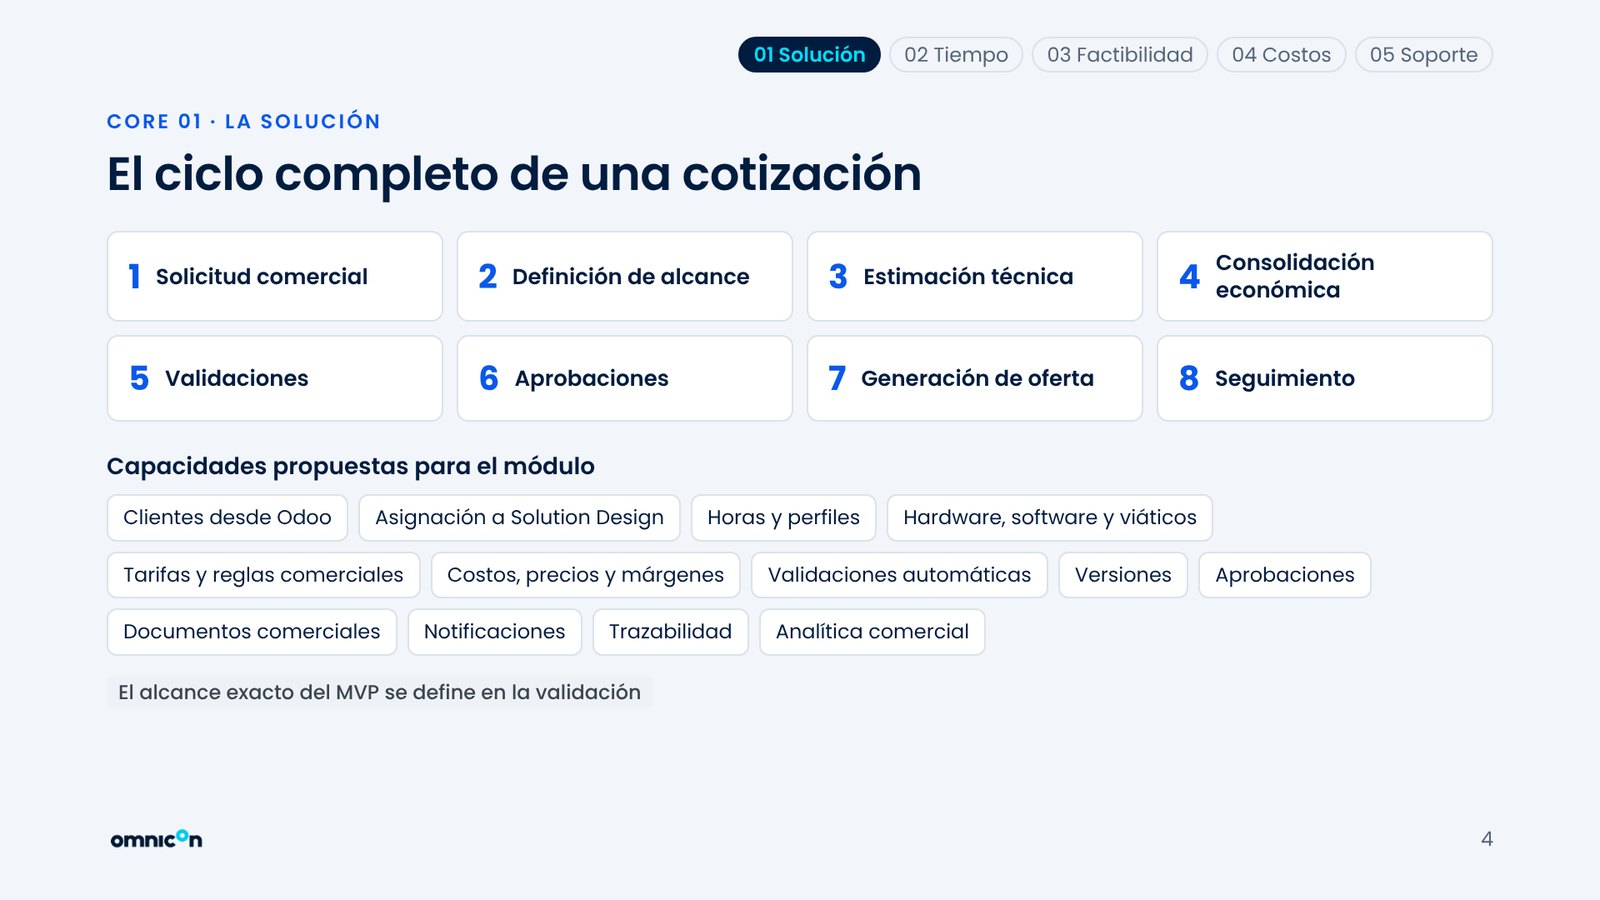 01 Solución
02 Tiempo
03 Factibilidad
04 Costos
05 Soporte
CORE 01 · LA SOLUCIÓN
El ciclo completo de una cotización
1 Solicitud comercial
2 Definición de alcance
3 Estimación técnica
4 Consolidación
económica
5 Validaciones
6 Aprobaciones
7 Generación de oferta
8 Seguimiento
Capacidades propuestas para el módulo
Clientes desde Odoo
Asignación a Solution Design
Horas y perfiles
Hardware, software y viáticos
Tarifas y reglas comerciales
Costos, precios y márgenes
Validaciones automáticas
Versiones
Aprobaciones
Documentos comerciales
Notificaciones
Trazabilidad
Analítica comercial
El alcance exacto del MVP se define en la validación
omnicon
4